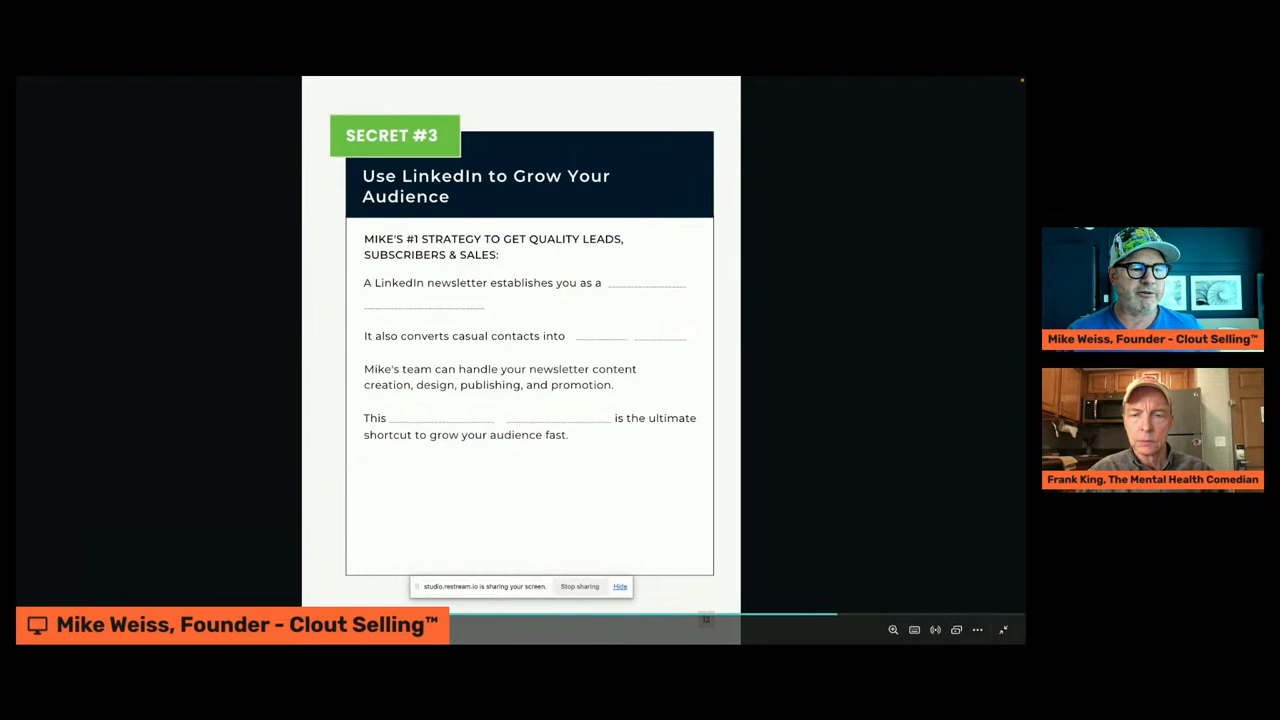 SECRET #3
Use LinkedIn to Grow Your
Audience
MIKE'S #1 STRATEGY TO GET QUALITY LEADS,
SUBSCRIBERS & SALES:
A LinkedIn newsletter establishes you as a
It also converts casual contacts into
Mike's team can handle your newsletter content
creation, design, publishing, and promotion.
This is the ultimate
shortcut to grow your audience fast.
studio.restream.io is sharing your screen. Stop sharing Hide
12
Mike Weiss, Founder - Clout Selling™
Mike Weiss, Founder - Clout Selling™
Frank King, The Mental Health Comedian